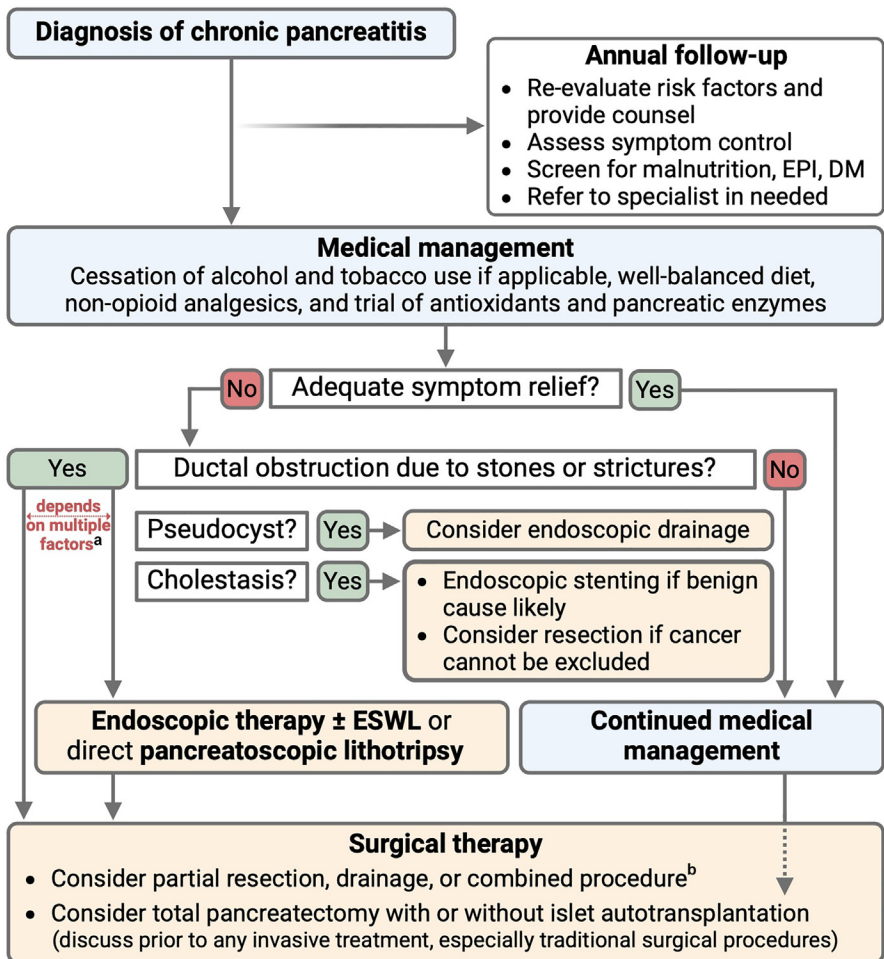 Diagnosis of chronic pancreatitis
Annual follow-up
• Re-evaluate risk factors and
provide counsel
• Assess symptom control
• Screen for malnutrition, EPI, DM
• Refer to specialist in needed
Medical management
Cessation of alcohol and tobacco use if applicable, well-balanced diet,
non-opioid analgesics, and trial of antioxidants and pancreatic enzymes
No
Adequate symptom relief?
Yes
Yes
Ductal obstruction due to stones or strictures?
No
depends
on multiple
factorsa
Pseudocyst?
Yes
Consider endoscopic drainage
Cholestasis?
Yes
• Endoscopic stenting if benign
cause likely
• Consider resection if cancer
cannot be excluded
Endoscopic therapy ± ESWL or
direct pancreatoscopic lithotripsy
Continued medical
management
Surgical therapy
• Consider partial resection, drainage, or combined procedureb
• Consider total pancreatectomy with or without islet autotransplantation
(discuss prior to any invasive treatment, especially traditional surgical procedures)